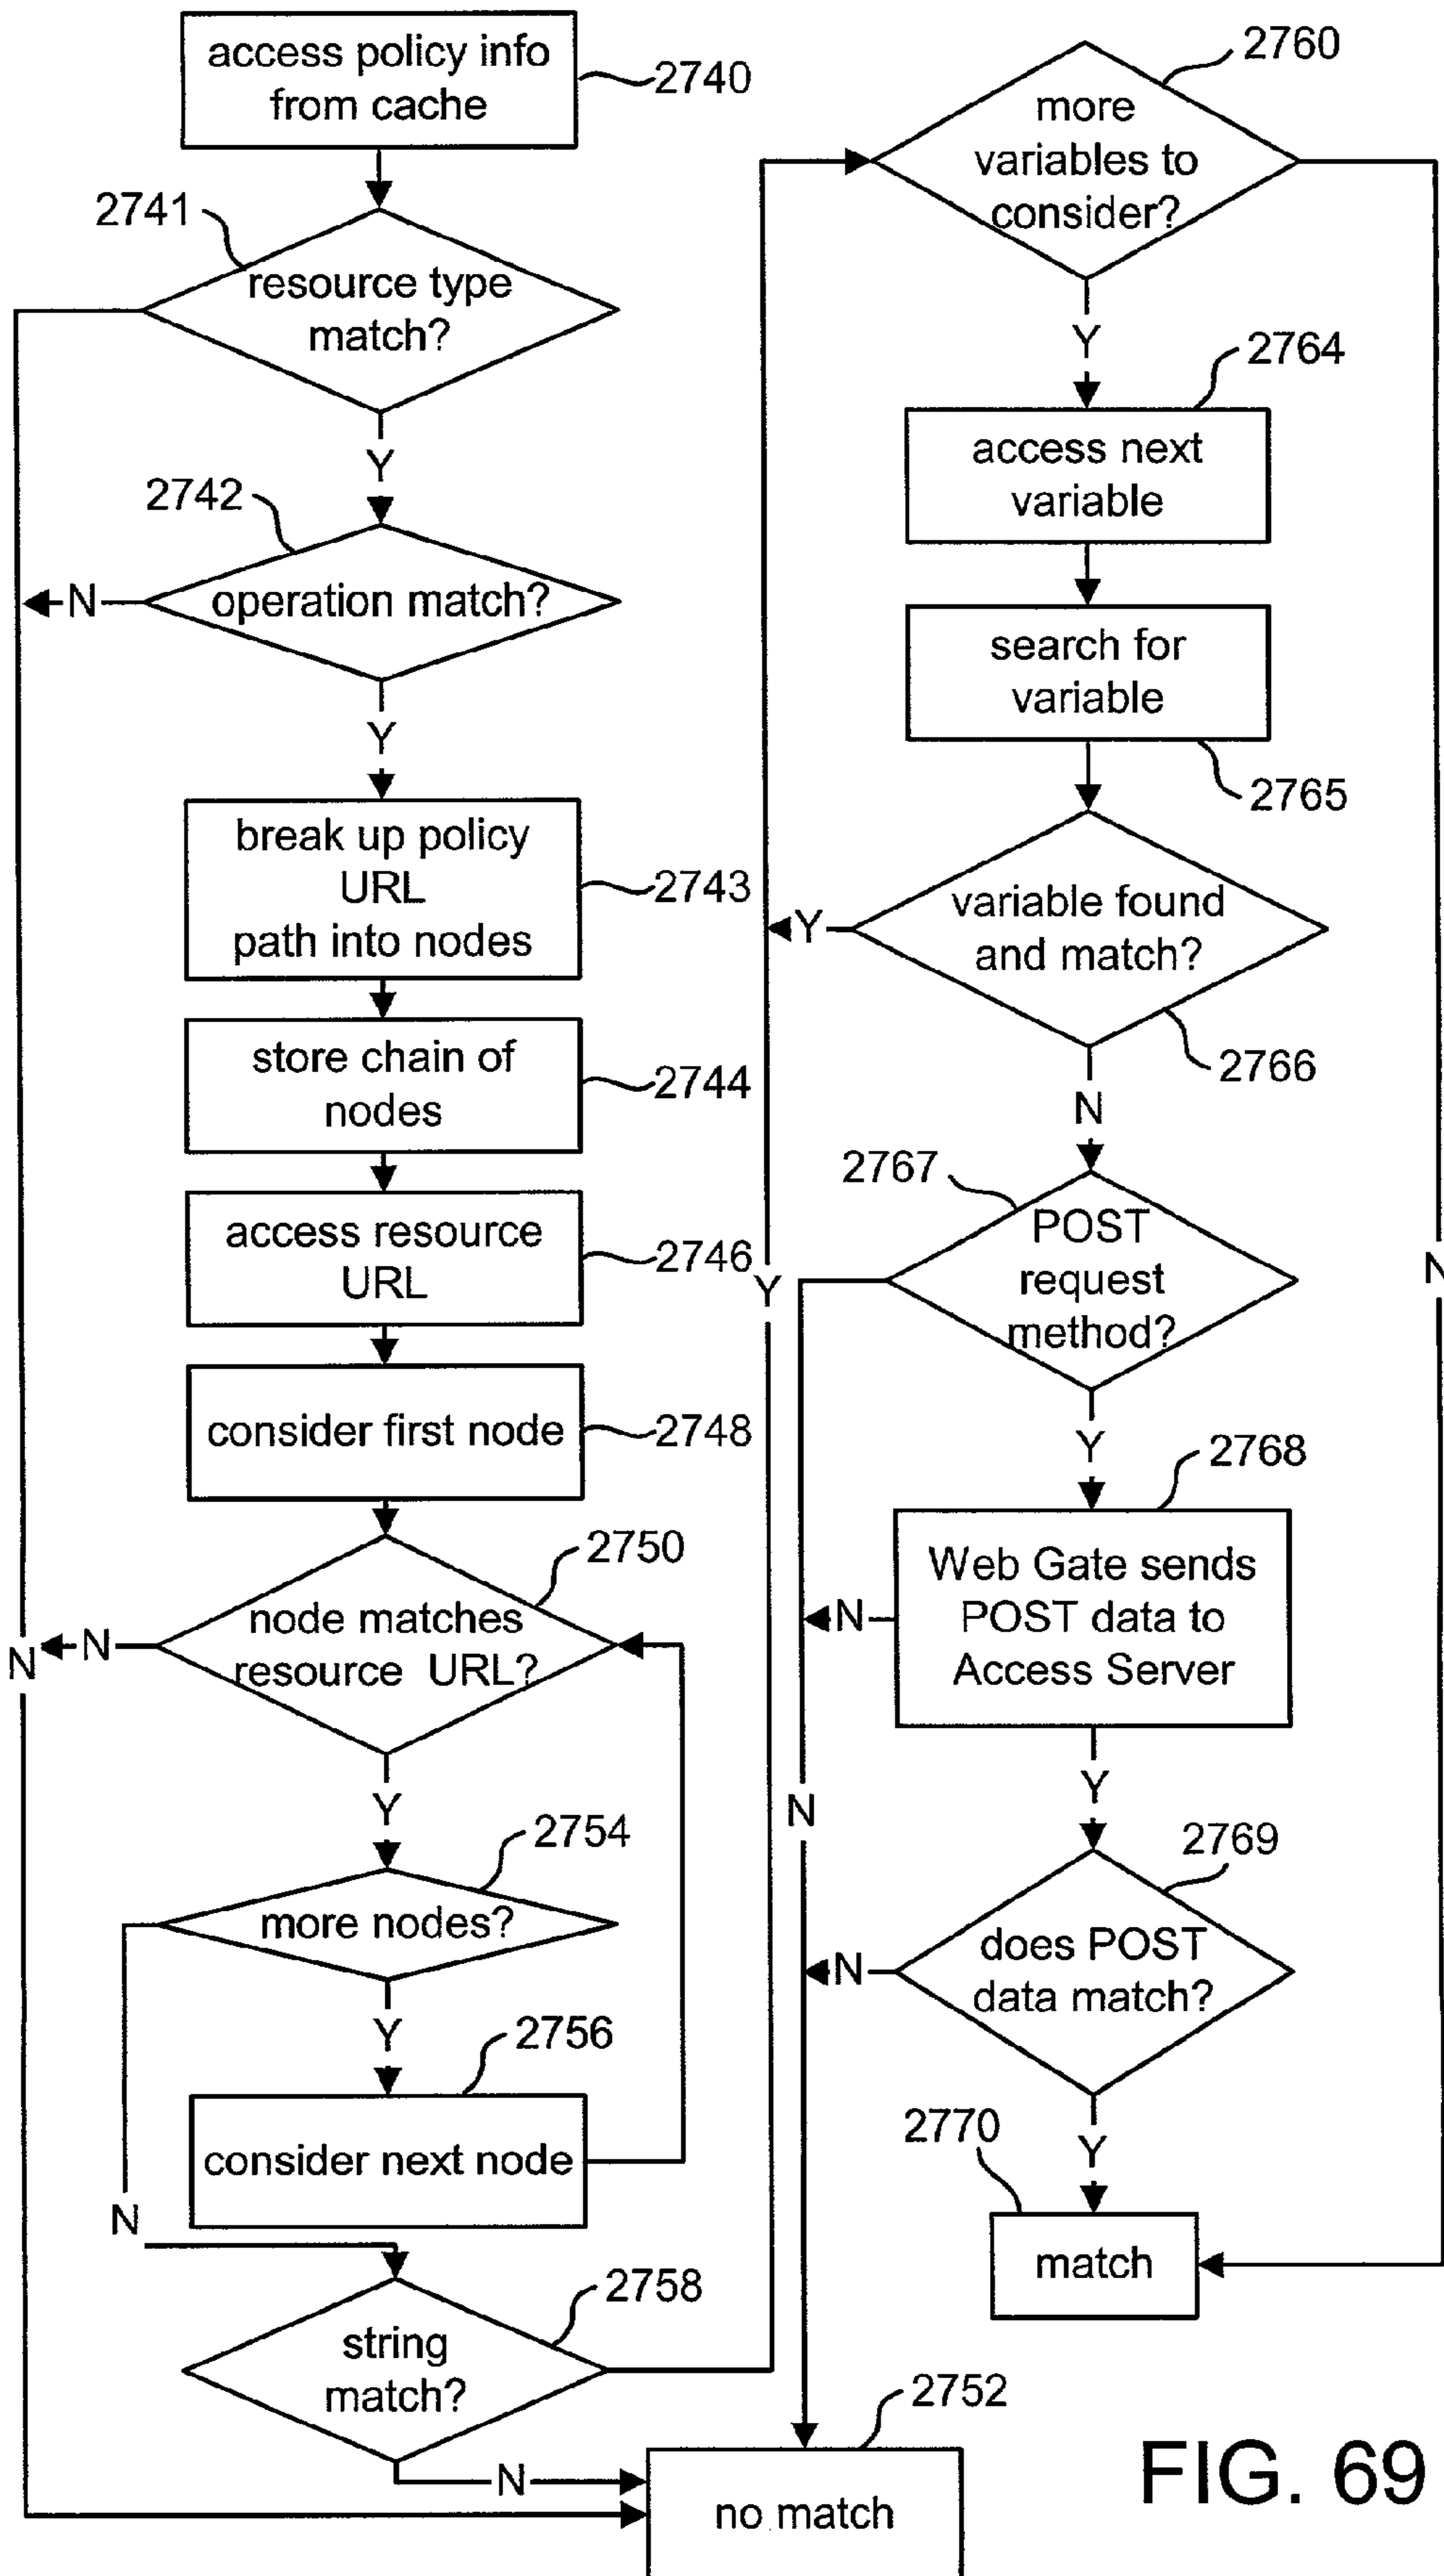 access policy info
from cache
2740
2741
resource type
match?
Y
2742
operation match?
N
Y
break up policy
URL
path into nodes
2743
store chain of
nodes
2744
access resource
URL
2746
consider first node
2748
2750
node matches
resource URL?
N
N
Y
2754
more nodes?
Y
2756
consider next node
N
2758
string
match?
N
Y
2760
more
variables to
consider?
Y
N
2764
access next
variable
search for
variable
2765
variable found
and match?
Y
2766
N
2767
POST
request
method?
Y
N
2768
Web Gate sends
POST data to
Access Server
N
Y
2769
does POST
data match?
N
Y
2770
match
2752
no match
FIG. 69